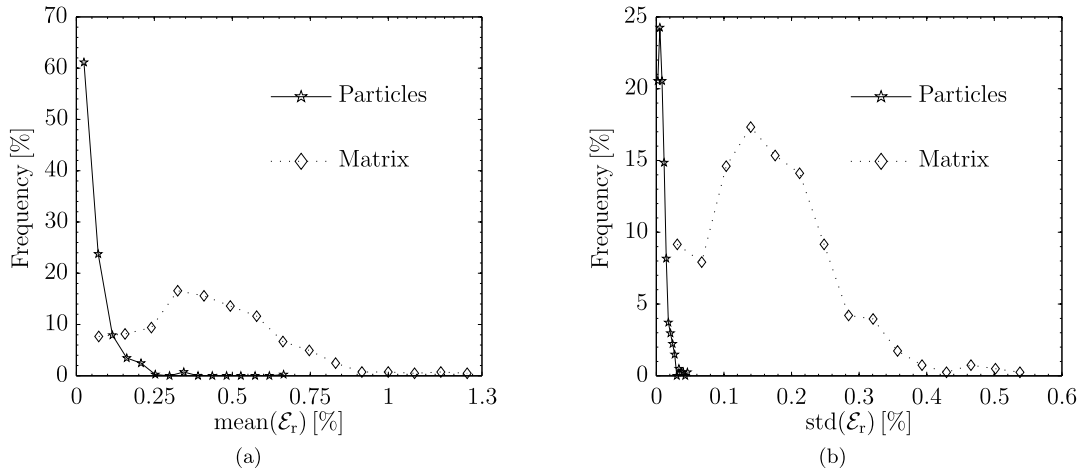 70
60
50
40
30
20
10
0
Frequency [%]
Particles
Matrix
0 0.25 0.5 0.75 1 1.3
mean(ℰr) [%]
(a)
25
20
15
10
5
0
Frequency [%]
Particles
Matrix
0 0.1 0.2 0.3 0.4 0.5 0.6
std(ℰr) [%]
(b)